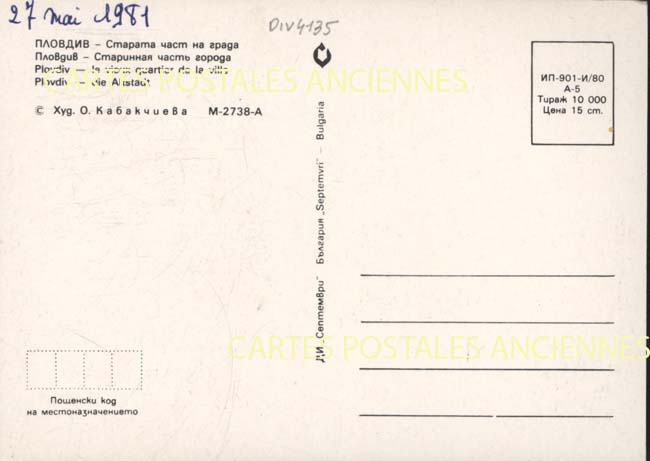 27 mai 1981
DIV4135
ПЛОВДИВ – Старата част на града
Пловдив – Старинная часть города
Plovdiv – le vieux quartier de la ville
Plovdiv – die Altstadt
© Худ. О. Кабакчиева М-2738-А
ИП-901-И/80
А-5
Тираж 10 000
Цена 15 ст.
Д.И. „Септември" България „Septemvri" – Bulgaria
Пощенски код
на местоназначението
CARTES POSTALES ANCIENNES
CARTES POSTALES ANCIENNES